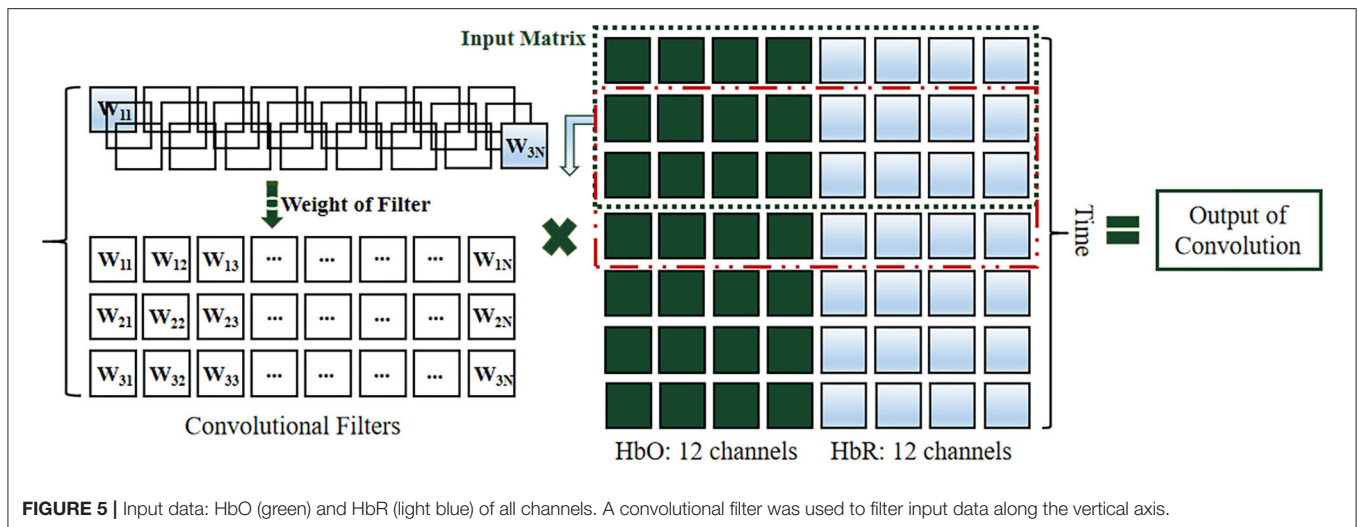 Input Matrix
W11
W3N
Weight of Filter
W11 W12 W13 ... ... ... ... W1N
W21 W22 W23 ... ... ... ... W2N
W31 W32 W33 ... ... ... ... W3N
Convolutional Filters
HbO: 12 channels HbR: 12 channels
Time
Output of
Convolution
FIGURE 5 | Input data: HbO (green) and HbR (light blue) of all channels. A convolutional filter was used to filter input data along the vertical axis.